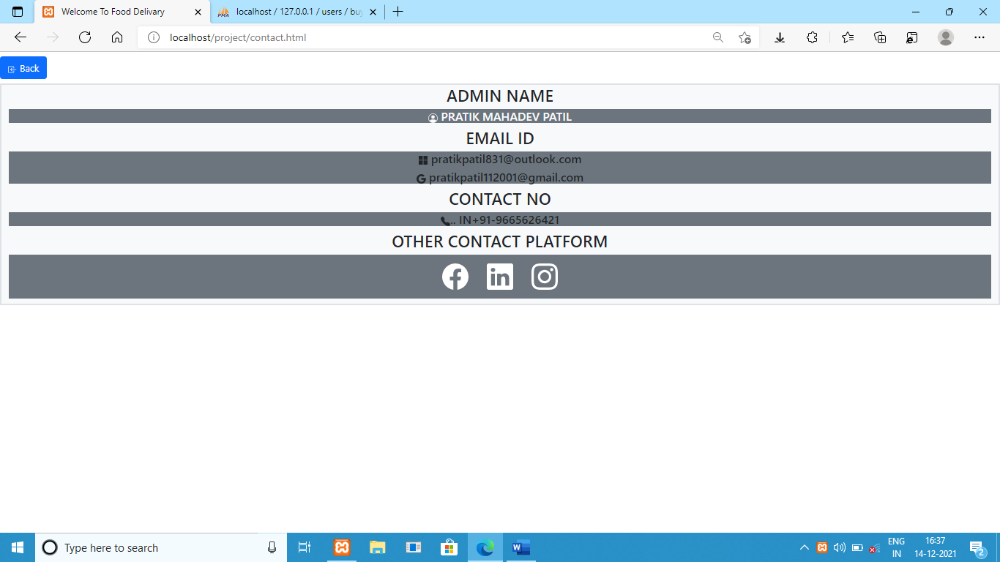 Welcome To Food Delivary
PMA
localhost / 127.0.0.1 / users / bu
localhost/project/contact.html
Back
ADMIN NAME
PRATIK MAHADEV PATIL
EMAIL ID
pratikpatil831@outlook.com
pratikpatil112001@gmail.com
CONTACT NO
.. IN+91-9665626421
OTHER CONTACT PLATFORM
Type here to search
ENG
IN
16:37
14-12-2021
2